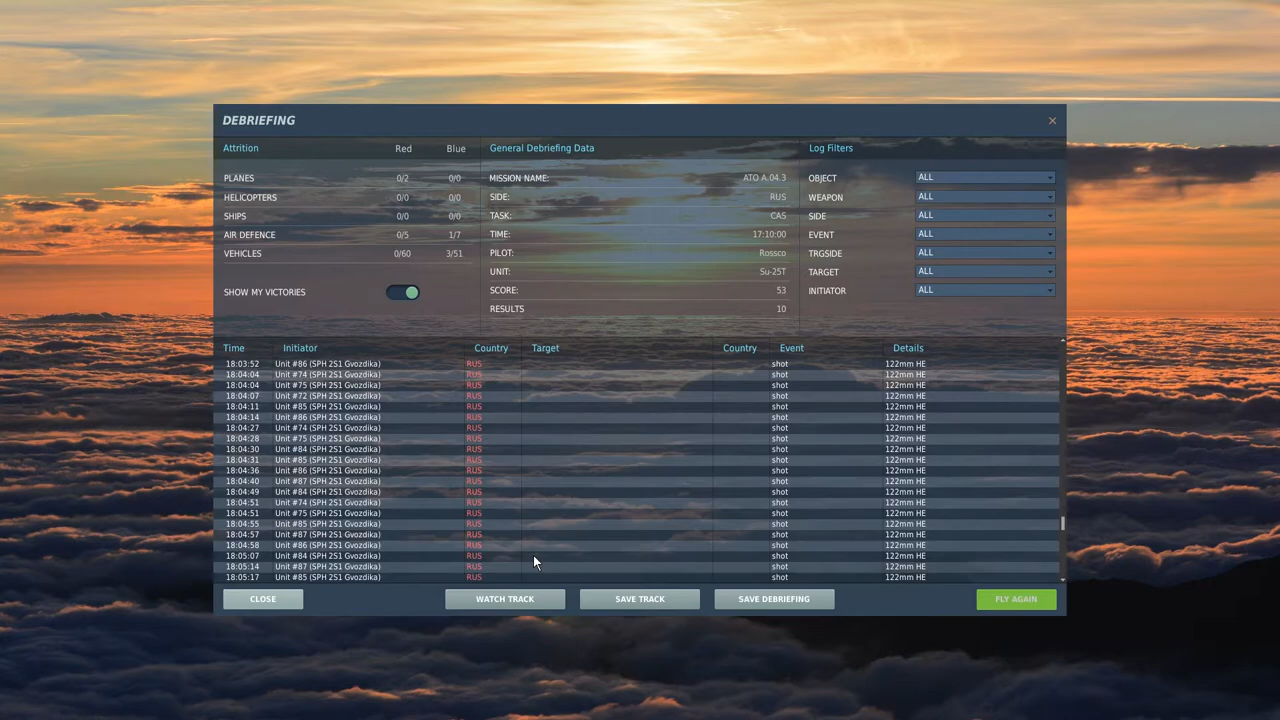 DEBRIEFING ×
Attrition Red Blue
PLANES 0/2 0/0
HELICOPTERS 0/0 0/0
SHIPS 0/0 0/0
AIR DEFENCE 0/5 1/7
VEHICLES 0/60 3/51
SHOW MY VICTORIES
General Debriefing Data
MISSION NAME: ATO A.04.3
SIDE: RUS
TASK: CAS
TIME: 17:10:00
PILOT: Rossco
UNIT: Su-25T
SCORE: 53
RESULTS 10
Log Filters
OBJECT ALL
WEAPON ALL
SIDE ALL
EVENT ALL
TRGSIDE ALL
TARGET ALL
INITIATOR ALL
Time Initiator Country Target Country Event Details
18:03:52 Unit #86 (SPH 2S1 Gvozdika) RUS shot 122mm HE
18:04:04 Unit #74 (SPH 2S1 Gvozdika) RUS shot 122mm HE
18:04:04 Unit #75 (SPH 2S1 Gvozdika) RUS shot 122mm HE
18:04:07 Unit #72 (SPH 2S1 Gvozdika) RUS shot 122mm HE
18:04:11 Unit #85 (SPH 2S1 Gvozdika) RUS shot 122mm HE
18:04:14 Unit #86 (SPH 2S1 Gvozdika) RUS shot 122mm HE
18:04:27 Unit #74 (SPH 2S1 Gvozdika) RUS shot 122mm HE
18:04:28 Unit #75 (SPH 2S1 Gvozdika) RUS shot 122mm HE
18:04:30 Unit #84 (SPH 2S1 Gvozdika) RUS shot 122mm HE
18:04:31 Unit #85 (SPH 2S1 Gvozdika) RUS shot 122mm HE
18:04:36 Unit #86 (SPH 2S1 Gvozdika) RUS shot 122mm HE
18:04:40 Unit #87 (SPH 2S1 Gvozdika) RUS shot 122mm HE
18:04:49 Unit #84 (SPH 2S1 Gvozdika) RUS shot 122mm HE
18:04:51 Unit #74 (SPH 2S1 Gvozdika) RUS shot 122mm HE
18:04:51 Unit #75 (SPH 2S1 Gvozdika) RUS shot 122mm HE
18:04:55 Unit #85 (SPH 2S1 Gvozdika) RUS shot 122mm HE
18:04:57 Unit #87 (SPH 2S1 Gvozdika) RUS shot 122mm HE
18:04:58 Unit #86 (SPH 2S1 Gvozdika) RUS shot 122mm HE
18:05:07 Unit #84 (SPH 2S1 Gvozdika) RUS shot 122mm HE
18:05:14 Unit #87 (SPH 2S1 Gvozdika) RUS shot 122mm HE
18:05:17 Unit #85 (SPH 2S1 Gvozdika) RUS shot 122mm HE
CLOSE WATCH TRACK SAVE TRACK SAVE DEBRIEFING FLY AGAIN